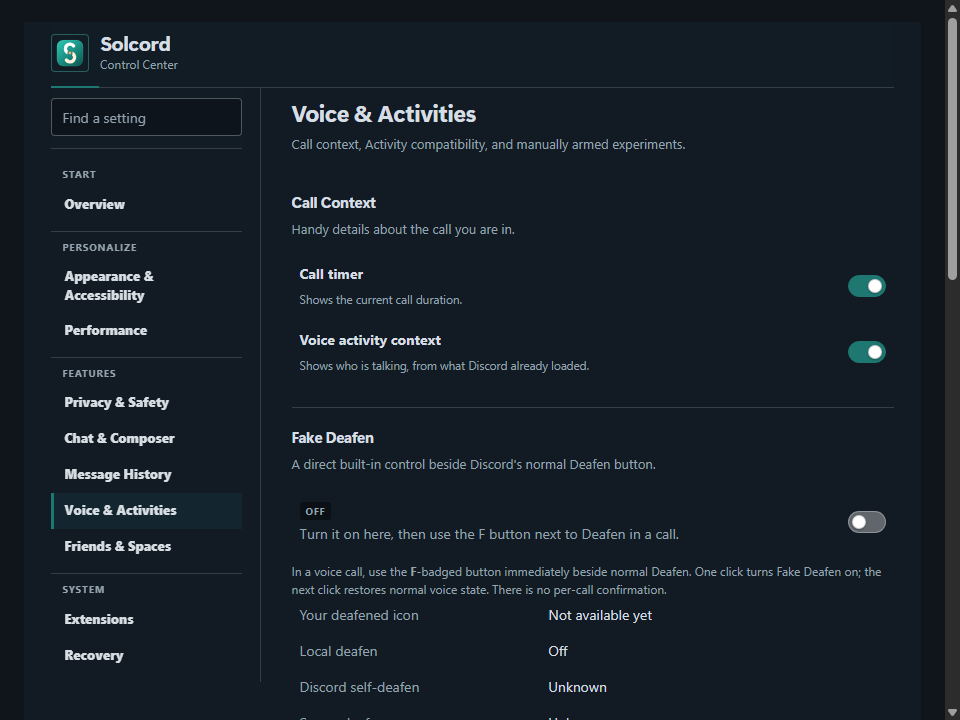 Solcord
Control Center
Find a setting
START
Overview
PERSONALIZE
Appearance &
Accessibility
Performance
FEATURES
Privacy & Safety
Chat & Composer
Message History
Voice & Activities
Friends & Spaces
SYSTEM
Extensions
Recovery
Voice & Activities
Call context, Activity compatibility, and manually armed experiments.
Call Context
Handy details about the call you are in.
Call timer
Shows the current call duration.
Voice activity context
Shows who is talking, from what Discord already loaded.
Fake Deafen
A direct built-in control beside Discord's normal Deafen button.
OFF
Turn it on here, then use the F button next to Deafen in a call.
In a voice call, use the F-badged button immediately beside normal Deafen. One click turns Fake Deafen on; the
next click restores normal voice state. There is no per-call confirmation.
Your deafened icon Not available yet
Local deafen Off
Discord self-deafen Unknown